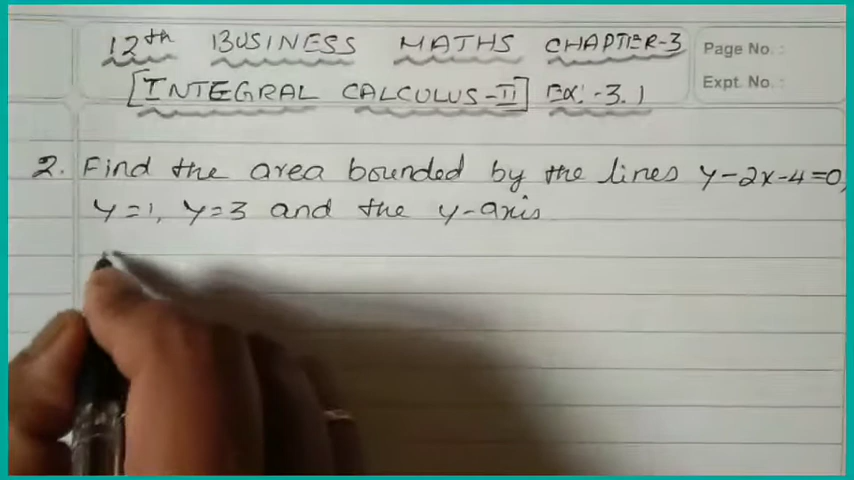 12th BUSINESS MATHS CHAPTER-3
Page No. :
[INTEGRAL CALCULUS-II] EX:-3.1
Expt. No. :
2. Find the area bounded by the lines y-2x-4=0,
y=1, y=3 and the y-axis